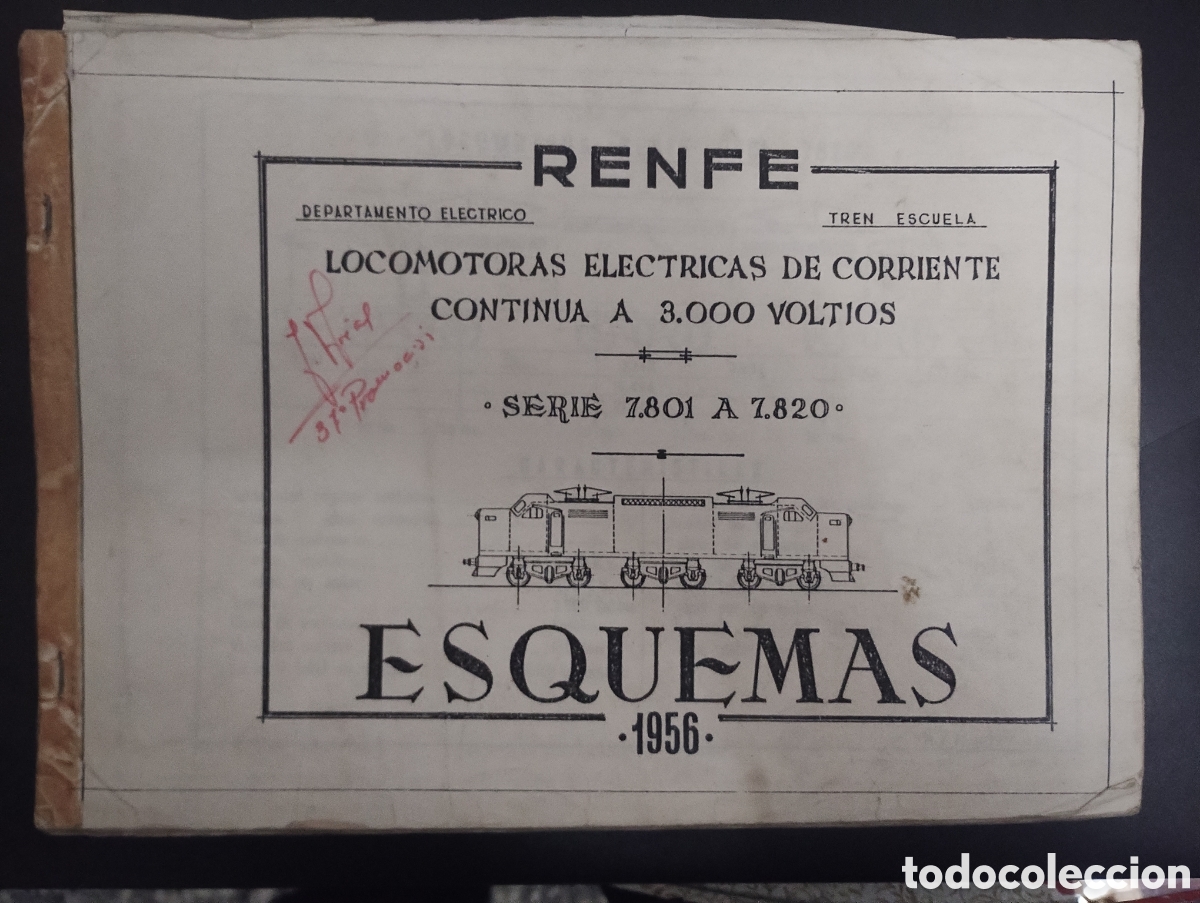 RENFE
DEPARTAMENTO ELECTRICO
TREN ESCUELA
LOCOMOTORAS ELECTRICAS DE CORRIENTE
CONTINUA A 3.000 VOLTIOS
SERIE 7.801 A 7.820
ESQUEMAS
·1956·
todocoleccion